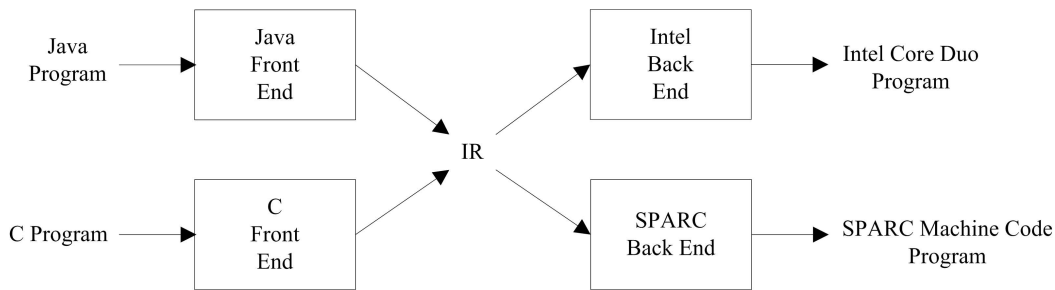 Java
Program
Java
Front
End
Intel
Back
End
Intel Core Duo
Program
IR
C Program
C
Front
End
SPARC
Back End
SPARC Machine Code
Program